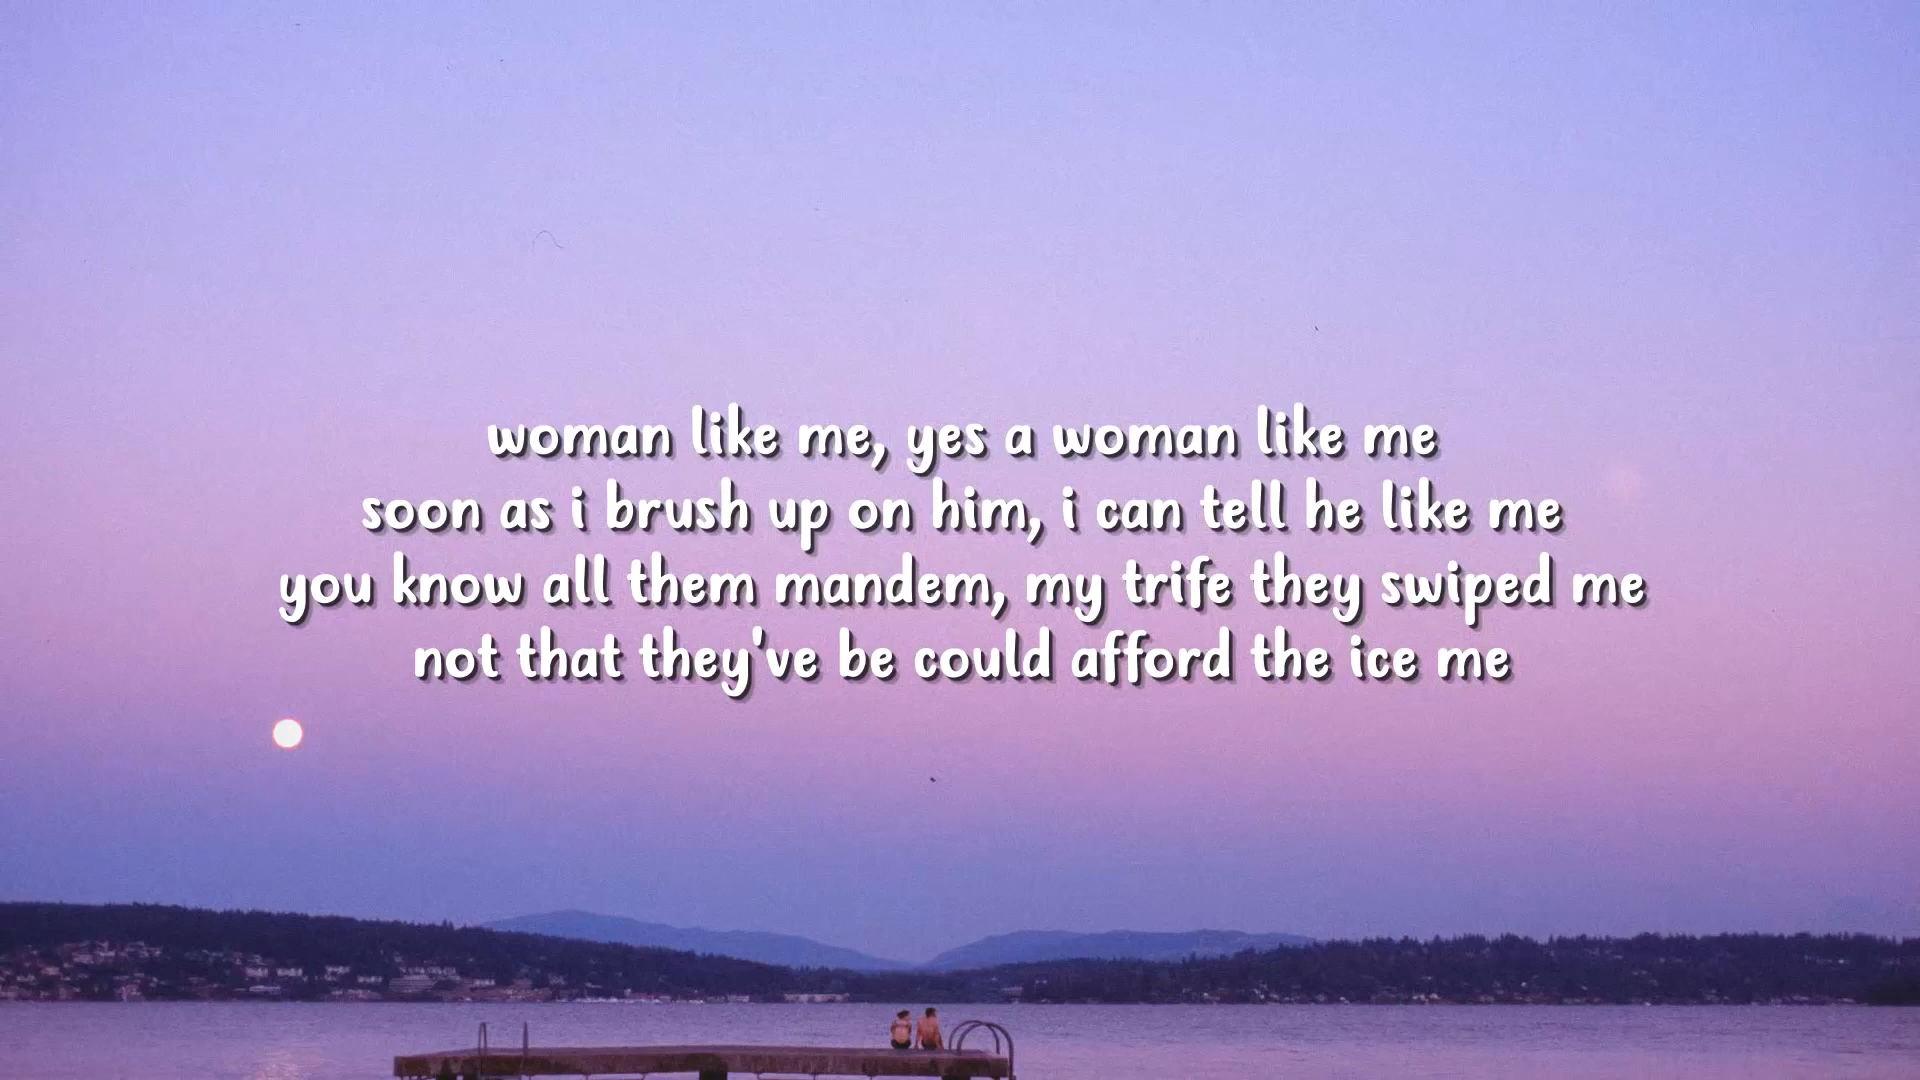 woman like me, yes a woman like me
soon as i brush up on him, i can tell he like me
you know all them mandem, my trife they swiped me
not that they've be could afford the ice me